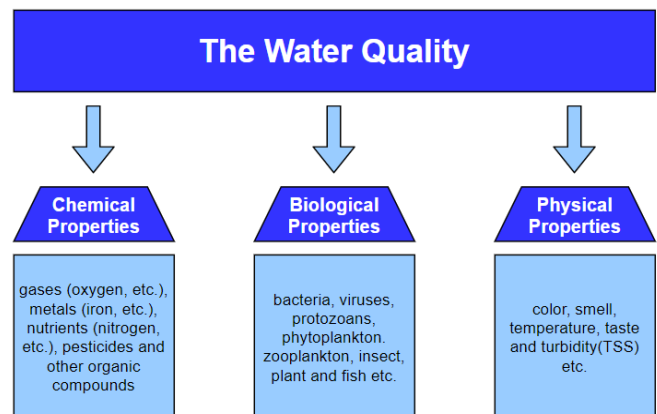 The Water Quality
Chemical
Properties
Biological
Properties
Physical
Properties
gases (oxygen, etc.),
metals (iron, etc.),
nutrients (nitrogen,
etc.), pesticides and
other organic
compounds
bacteria, viruses,
protozoans,
phytoplankton.
zooplankton, insect,
plant and fish etc.
color, smell,
temperature, taste
and turbidity(TSS)
etc.